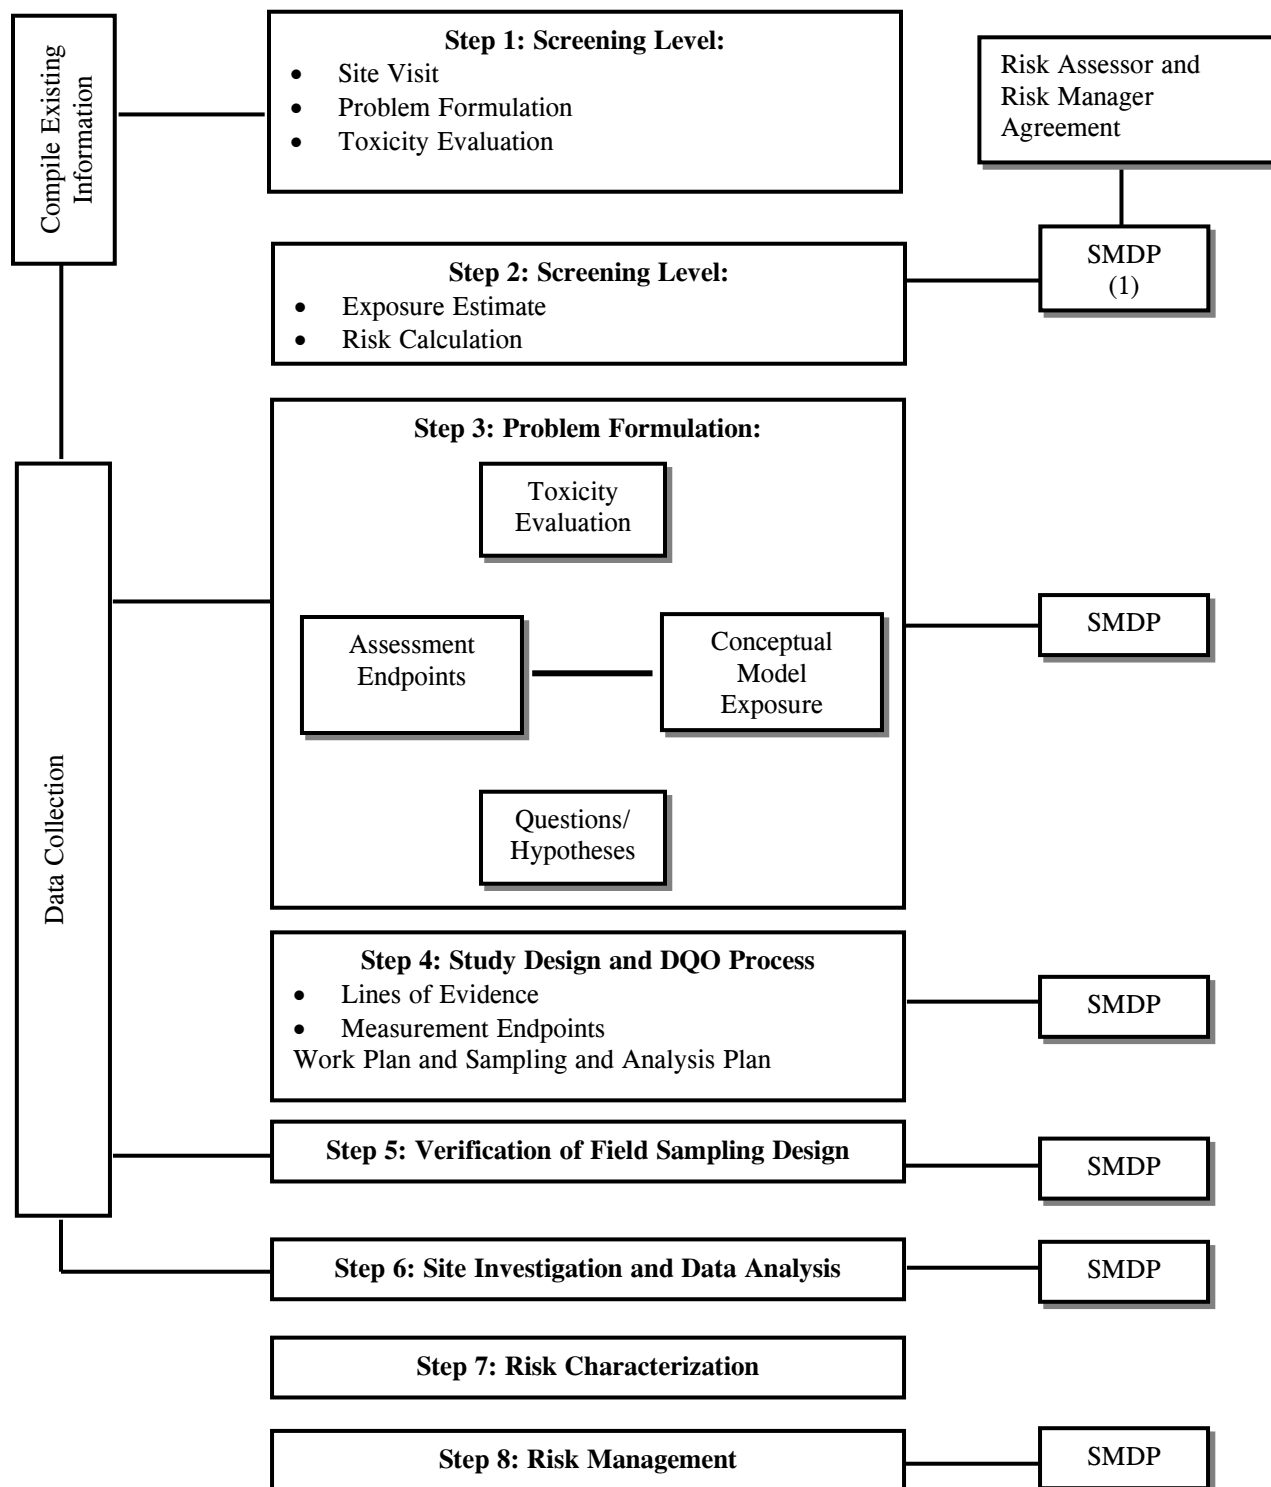 Compile Existing
Information
Step 1: Screening Level:
• Site Visit
• Problem Formulation
• Toxicity Evaluation
Risk Assessor and
Risk Manager
Agreement
Step 2: Screening Level:
• Exposure Estimate
• Risk Calculation
SMDP
(1)
Data Collection
Step 3: Problem Formulation:
Toxicity
Evaluation
Assessment
Endpoints
Conceptual
Model
Exposure
Questions/
Hypotheses
SMDP
Step 4: Study Design and DQO Process
• Lines of Evidence
• Measurement Endpoints
Work Plan and Sampling and Analysis Plan
SMDP
Step 5: Verification of Field Sampling Design
SMDP
Step 6: Site Investigation and Data Analysis
SMDP
Step 7: Risk Characterization
Step 8: Risk Management
SMDP